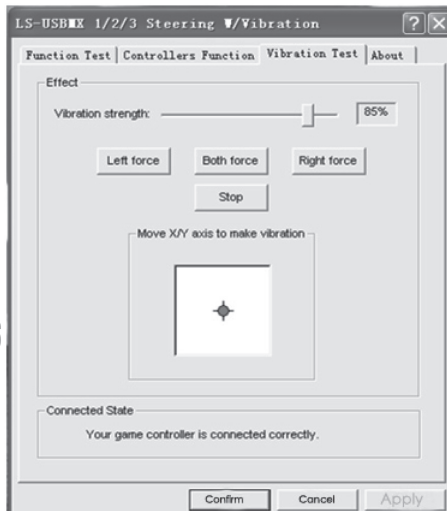 LS-USBMX 1/2/3 Steering W/Vibration
Function Test Controllers Function Vibration Test About
Effect
Vibration strength: 85%
Left force Both force Right force
Stop
Move X/Y axis to make vibration
Connected State
Your game controller is connected correctly.
Confirm Cancel Apply